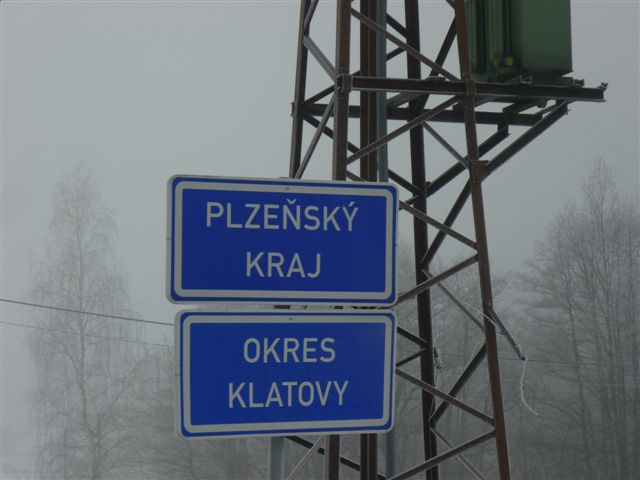 PLZEŇSKÝ
KRAJ
OKRES
KLATOVY